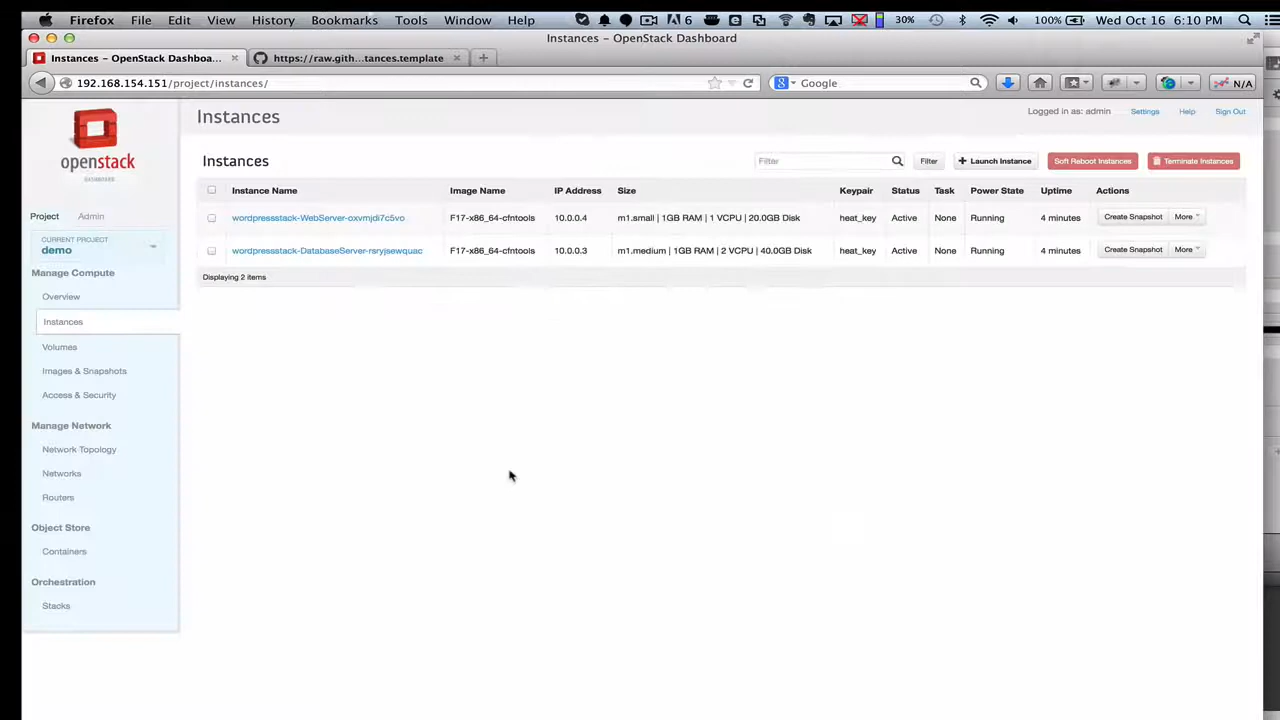 Firefox File Edit View History Bookmarks Tools Window Help 6 30% 100% Wed Oct 16 6:10 PM
Instances – OpenStack Dashboard
Instances – OpenStack Dashboa... https://raw.gith...tances.template
192.168.154.151/project/instances/ Google N/A
openstack
DASHBOARD
Project Admin
CURRENT PROJECT
demo
Manage Compute
Overview
Instances
Volumes
Images & Snapshots
Access & Security
Manage Network
Network Topology
Networks
Routers
Object Store
Containers
Orchestration
Stacks
Instances
Logged in as: admin Settings Help Sign Out
Instances
Filter Filter + Launch Instance Soft Reboot Instances Terminate Instances
Instance Name Image Name IP Address Size Keypair Status Task Power State Uptime Actions
wordpressstack-WebServer-oxvmjdi7c5vo F17-x86_64-cfntools 10.0.0.4 m1.small | 1GB RAM | 1 VCPU | 20.0GB Disk heat_key Active None Running 4 minutes Create Snapshot More
wordpressstack-DatabaseServer-rsryjsewquac F17-x86_64-cfntools 10.0.0.3 m1.medium | 1GB RAM | 2 VCPU | 40.0GB Disk heat_key Active None Running 4 minutes Create Snapshot More
Displaying 2 items